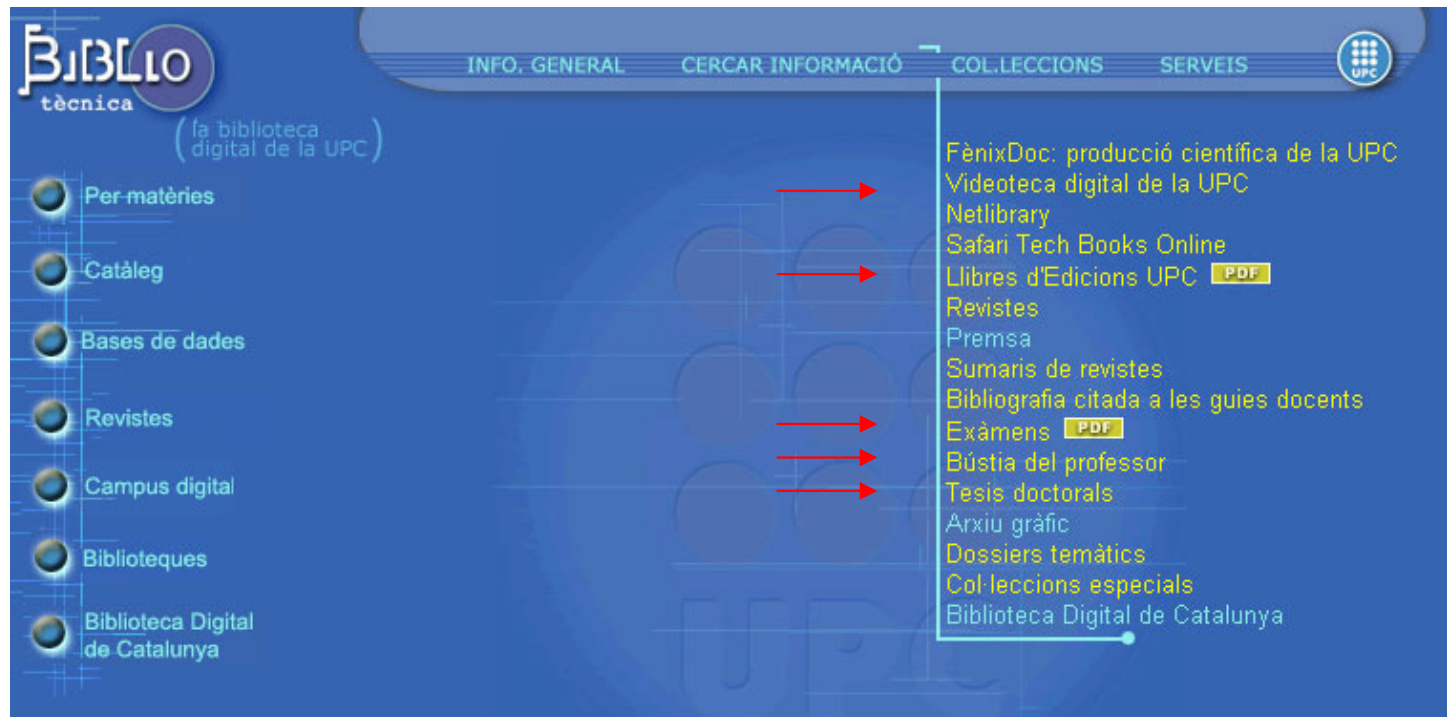 BIBLIO
tècnica
(la biblioteca
digital de la UPC)
INFO. GENERAL
CERCAR INFORMACIÓ
COL.LECCIONS
SERVEIS
UPC
Per matèries
Catàleg
Bases de dades
Revistes
Campus digital
Biblioteques
Biblioteca Digital
de Catalunya
FènixDoc: producció científica de la UPC
Videoteca digital de la UPC
Netlibrary
Safari Tech Books Online
Llibres d'Edicions UPC PDF
Revistes
Premsa
Sumaris de revistes
Bibliografia citada a les guies docents
Exàmens PDF
Bústia del professor
Tesis doctorals
Arxiu gràfic
Dossiers temàtics
Col·leccions especials
Biblioteca Digital de Catalunya
UPC